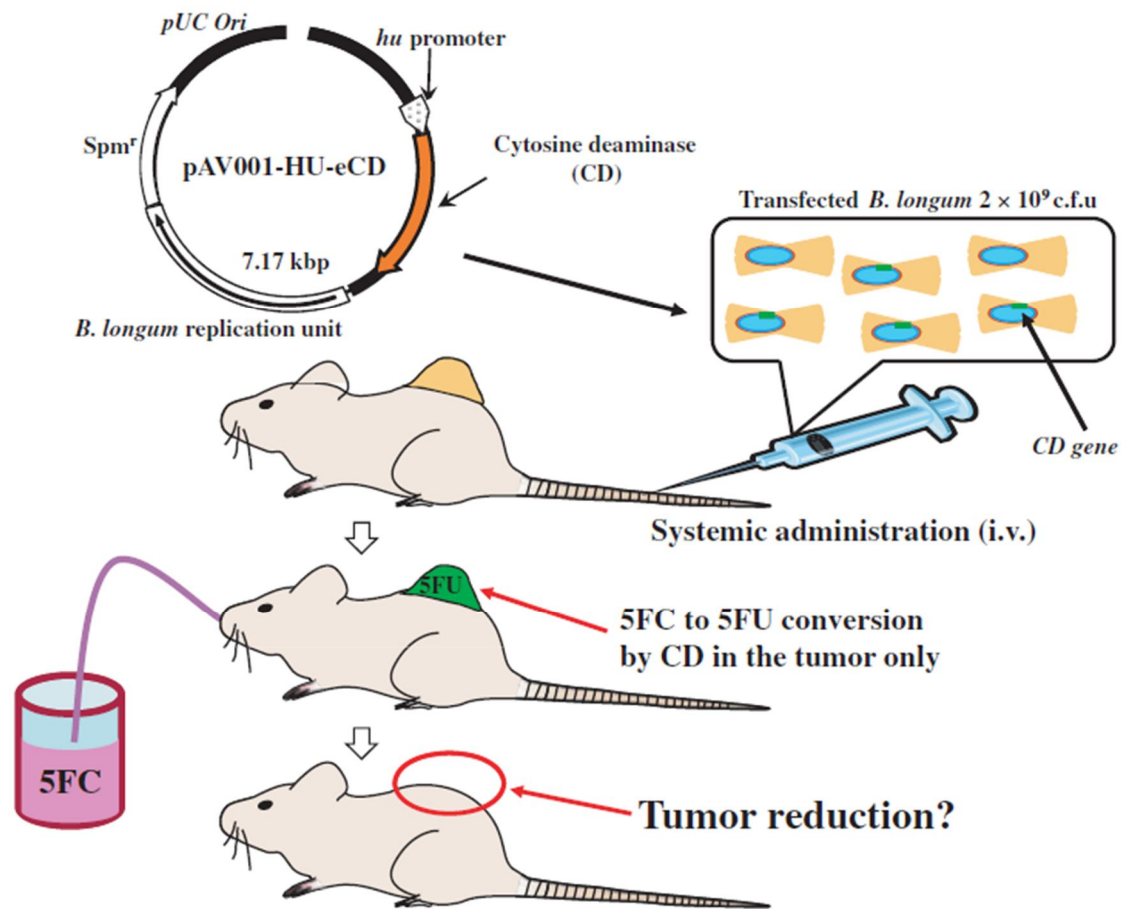 pUC Ori
hu promoter
Spmʳ
pAV001-HU-eCD
Cytosine deaminase
(CD)
7.17 kbp
B. longum replication unit
Transfected B. longum 2 × 10⁹ c.f.u
CD gene
Systemic administration (i.v.)
5FU
5FC to 5FU conversion
by CD in the tumor only
5FC
Tumor reduction?